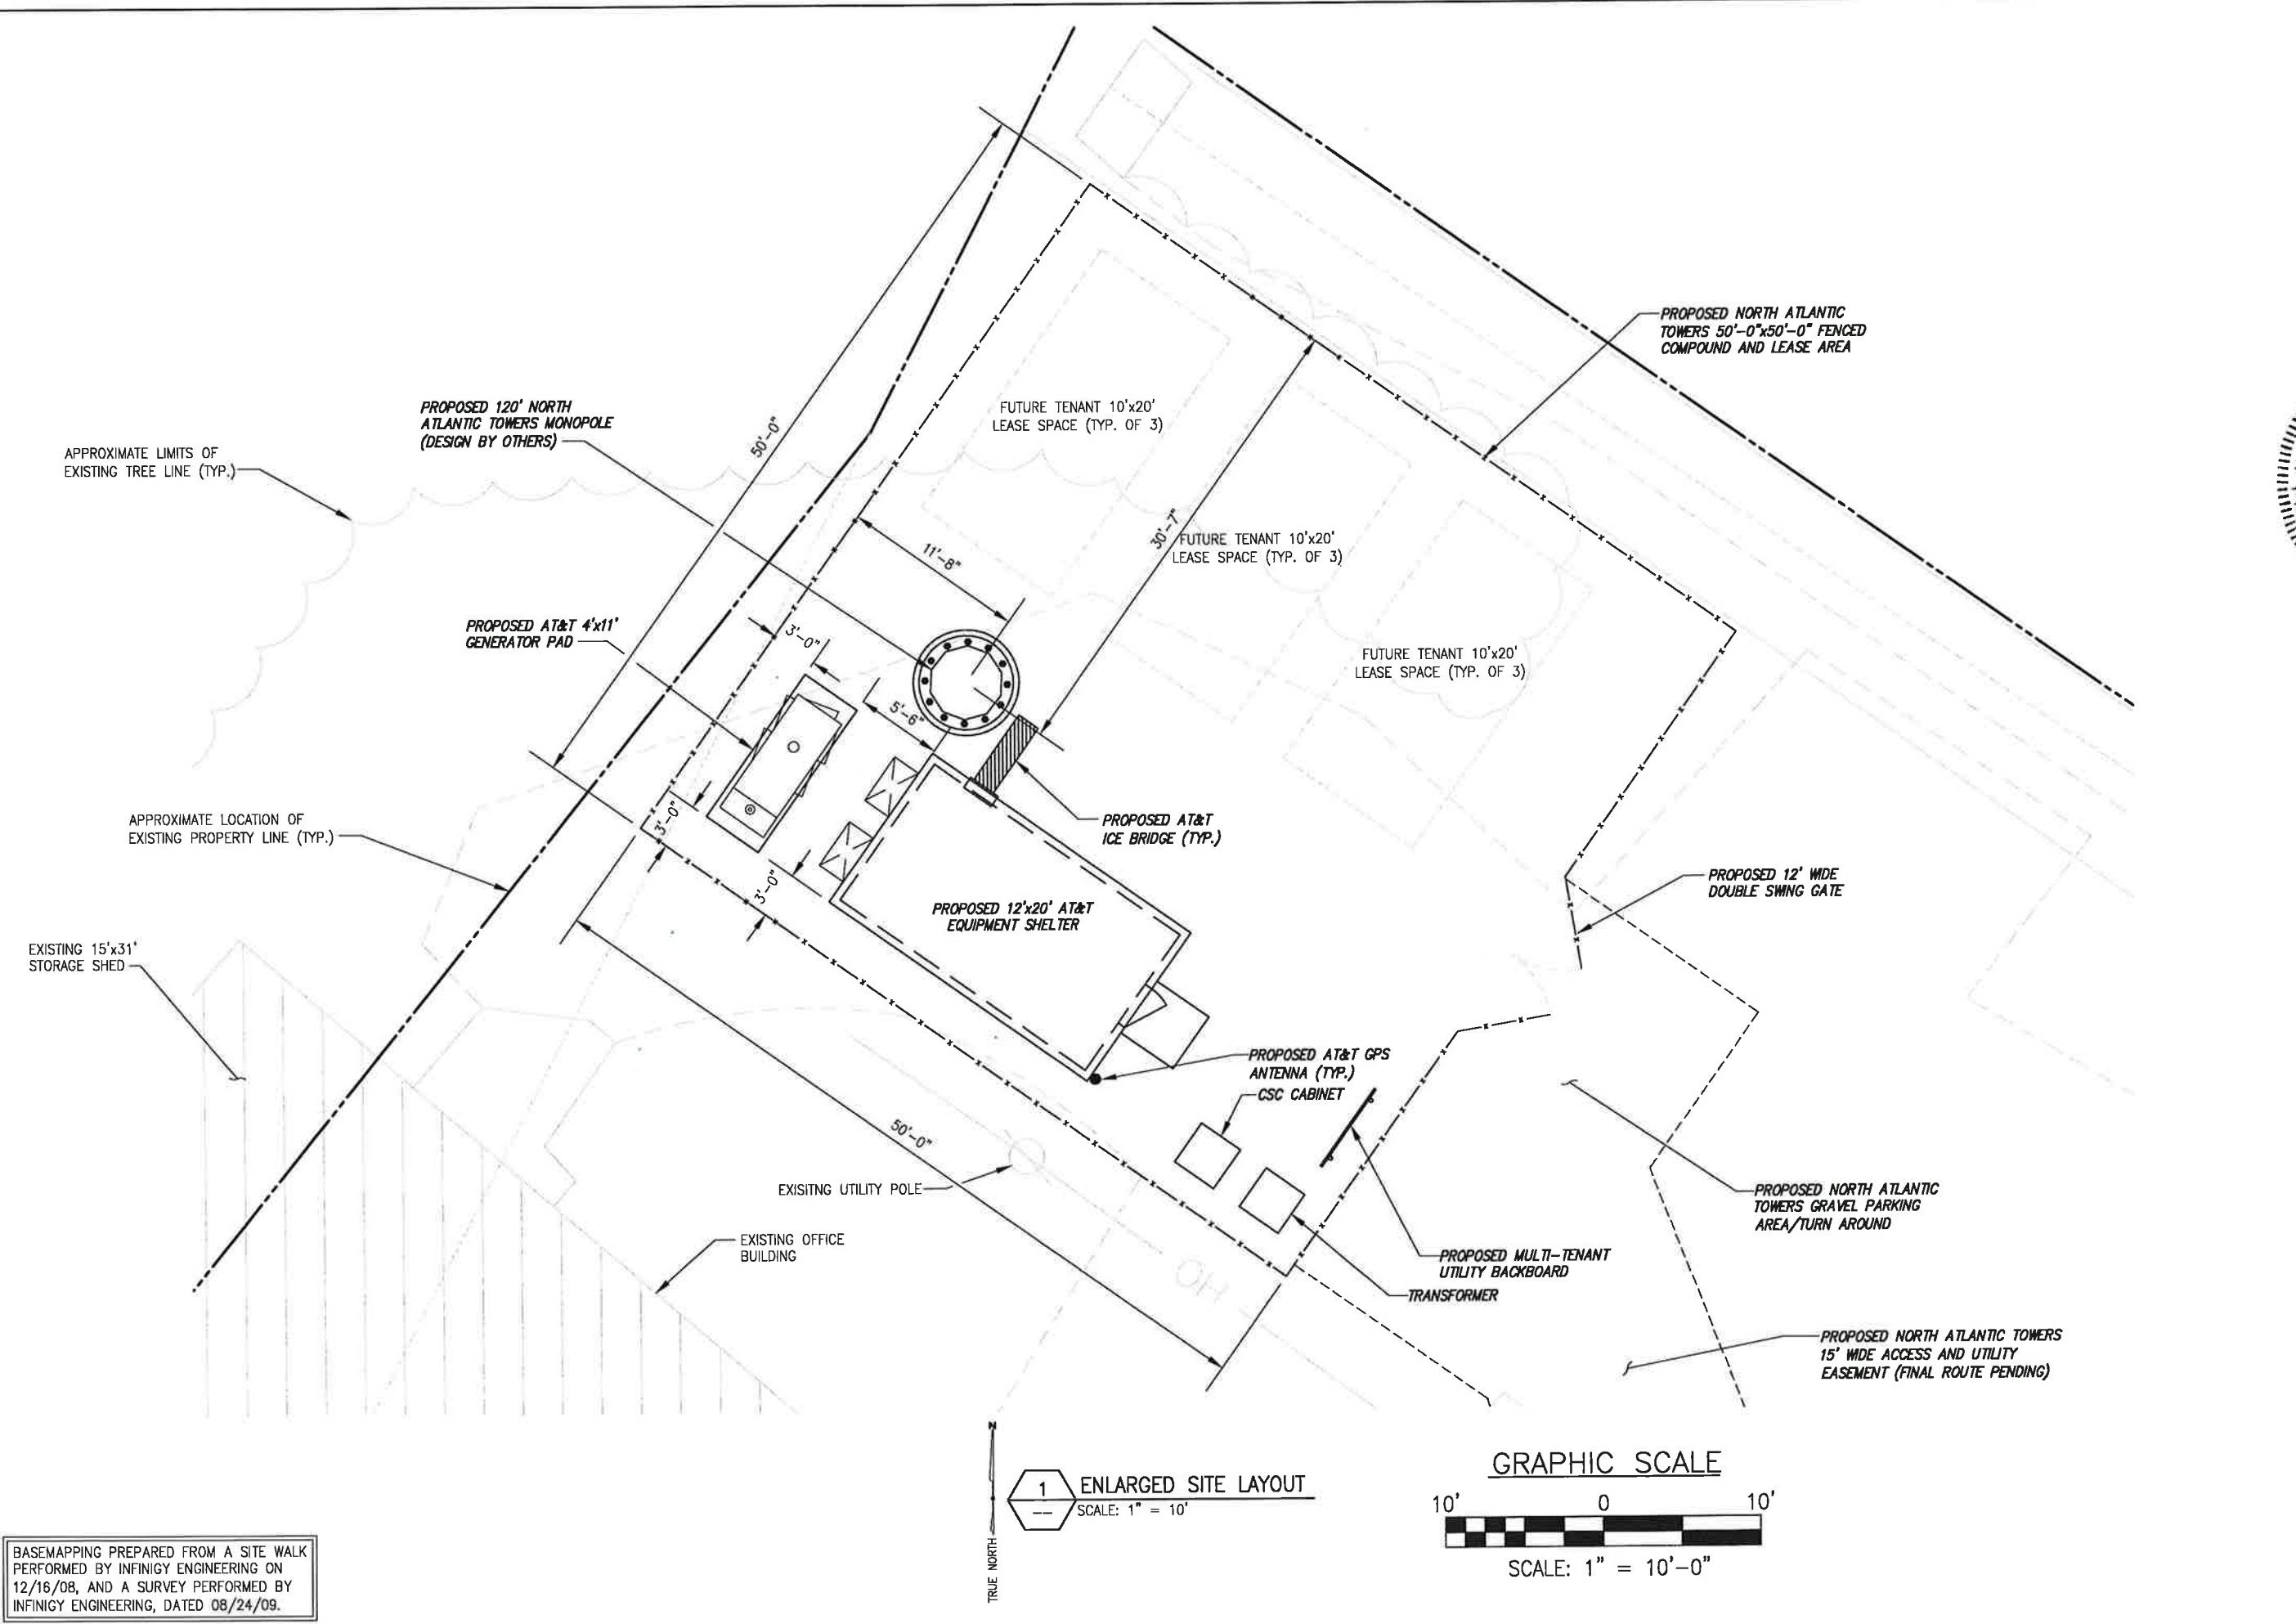 PROPOSED NORTH ATLANTIC
TOWERS 50'-0"x50'-0" FENCED
COMPOUND AND LEASE AREA
PROPOSED 120' NORTH
ATLANTIC TOWERS MONOPOLE
(DESIGN BY OTHERS)
50'-0"
FUTURE TENANT 10'x20'
LEASE SPACE (TYP. OF 3)
APPROXIMATE LIMITS OF
EXISTING TREE LINE (TYP.)
30'-7"
FUTURE TENANT 10'x20'
LEASE SPACE (TYP. OF 3)
11'-8"
PROPOSED AT&T 4'x11'
GENERATOR PAD
3'-0"
FUTURE TENANT 10'x20'
LEASE SPACE (TYP. OF 3)
5'-6"
APPROXIMATE LOCATION OF
EXISTING PROPERTY LINE (TYP.)
3'-0"
PROPOSED AT&T
ICE BRIDGE (TYP.)
3'-0"
PROPOSED 12' WIDE
DOUBLE SWING GATE
PROPOSED 12'x20' AT&T
EQUIPMENT SHELTER
EXISTING 15'x31'
STORAGE SHED
PROPOSED AT&T GPS
ANTENNA (TYP.)
CSC CABINET
50'-0"
EXISITNG UTILITY POLE
PROPOSED NORTH ATLANTIC
TOWERS GRAVEL PARKING
AREA/TURN AROUND
EXISTING OFFICE
BUILDING
OH
PROPOSED MULTI-TENANT
UTILITY BACKBOARD
TRANSFORMER
PROPOSED NORTH ATLANTIC TOWERS
15' WIDE ACCESS AND UTILITY
EASEMENT (FINAL ROUTE PENDING)
N
TRUE NORTH
1
--
ENLARGED SITE LAYOUT
SCALE: 1" = 10'
GRAPHIC SCALE
10' 0 10'
SCALE: 1" = 10'-0"
BASEMAPPING PREPARED FROM A SITE WALK
PERFORMED BY INFINIGY ENGINEERING ON
12/16/08, AND A SURVEY PERFORMED BY
INFINIGY ENGINEERING, DATED 08/24/09.